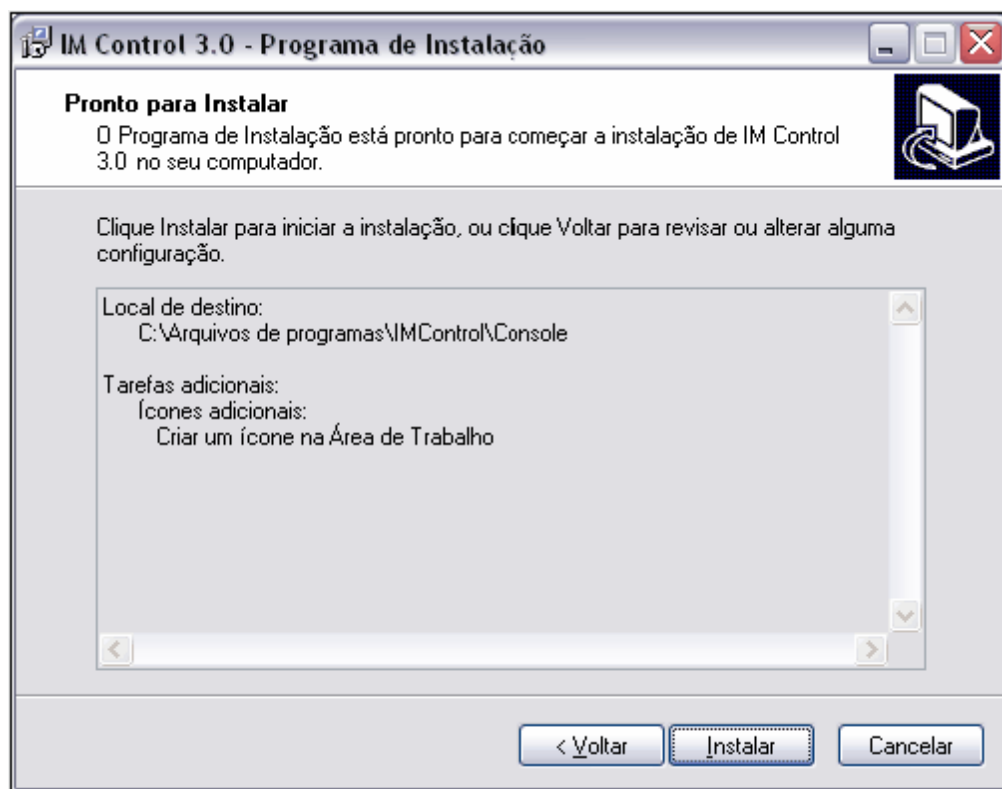 IM Control 3.0 - Programa de Instalação
Pronto para Instalar
O Programa de Instalação está pronto para começar a instalação de IM Control
3.0 no seu computador.
Clique Instalar para iniciar a instalação, ou clique Voltar para revisar ou alterar alguma
configuração.
Local de destino:
C:\Arquivos de programas\IMControl\Console
Tarefas adicionais:
Ícones adicionais:
Criar um ícone na Área de Trabalho
< Voltar Instalar Cancelar